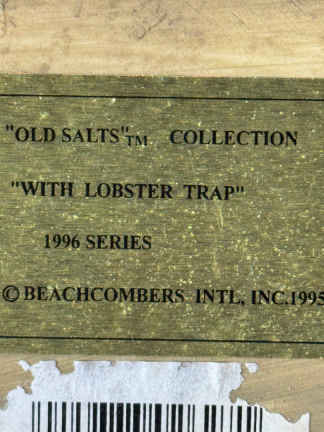 "OLD SALTS"TM COLLECTION
"WITH LOBSTER TRAP"
1996 SERIES
© BEACHCOMBERS INTL, INC.1995